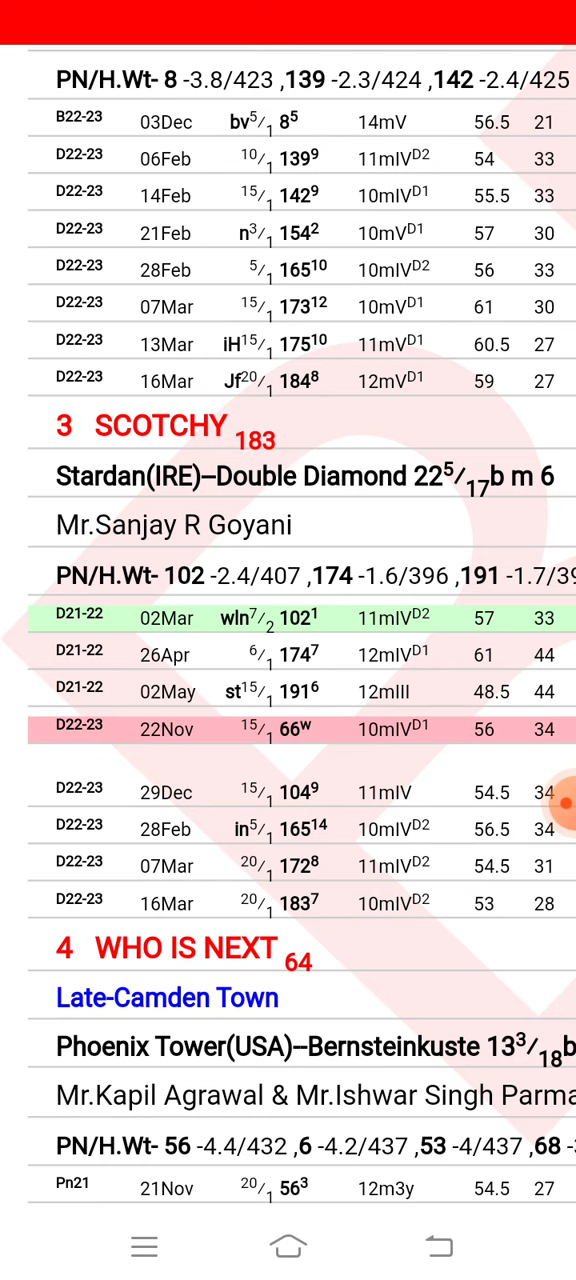 PN/H.Wt- 8 -3.8/423 ,139 -2.3/424 ,142 -2.4/425
B22-23 03Dec bv5/1 8⁵ 14mV 56.5 21
D22-23 06Feb 10/1 139⁹ 11mIVD2 54 33
D22-23 14Feb 15/1 142⁹ 10mIVD1 55.5 33
D22-23 21Feb n3/1 154² 10mVD1 57 30
D22-23 28Feb 5/1 165¹⁰ 10mIVD2 56 33
D22-23 07Mar 15/1 173¹² 10mVD1 61 30
D22-23 13Mar iH15/1 175¹⁰ 11mVD1 60.5 27
D22-23 16Mar Jf20/1 184⁸ 12mVD1 59 27
3 SCOTCHY 183
Stardan(IRE)--Double Diamond 22⁵/₁₇b m 6
Mr.Sanjay R Goyani
PN/H.Wt- 102 -2.4/407 ,174 -1.6/396 ,191 -1.7/39
D21-22 02Mar wln7/2 102¹ 11mIVD2 57 33
D21-22 26Apr 6/1 174⁷ 12mIVD1 61 44
D21-22 02May st15/1 191⁶ 12mIII 48.5 44
D22-23 22Nov 15/1 66ʷ 10mIVD1 56 34
D22-23 29Dec 15/1 104⁹ 11mIV 54.5 34
D22-23 28Feb in5/1 165¹⁴ 10mIVD2 56.5 34
D22-23 07Mar 20/1 172⁸ 11mIVD2 54.5 31
D22-23 16Mar 20/1 183⁷ 10mIVD2 53 28
4 WHO IS NEXT 64
Late-Camden Town
Phoenix Tower(USA)--Bernsteinkuste 13³/₁₈b
Mr.Kapil Agrawal & Mr.Ishwar Singh Parma
PN/H.Wt- 56 -4.4/432 ,6 -4.2/437 ,53 -4/437 ,68 -
Pn21 21Nov 20/1 56³ 12m3y 54.5 27